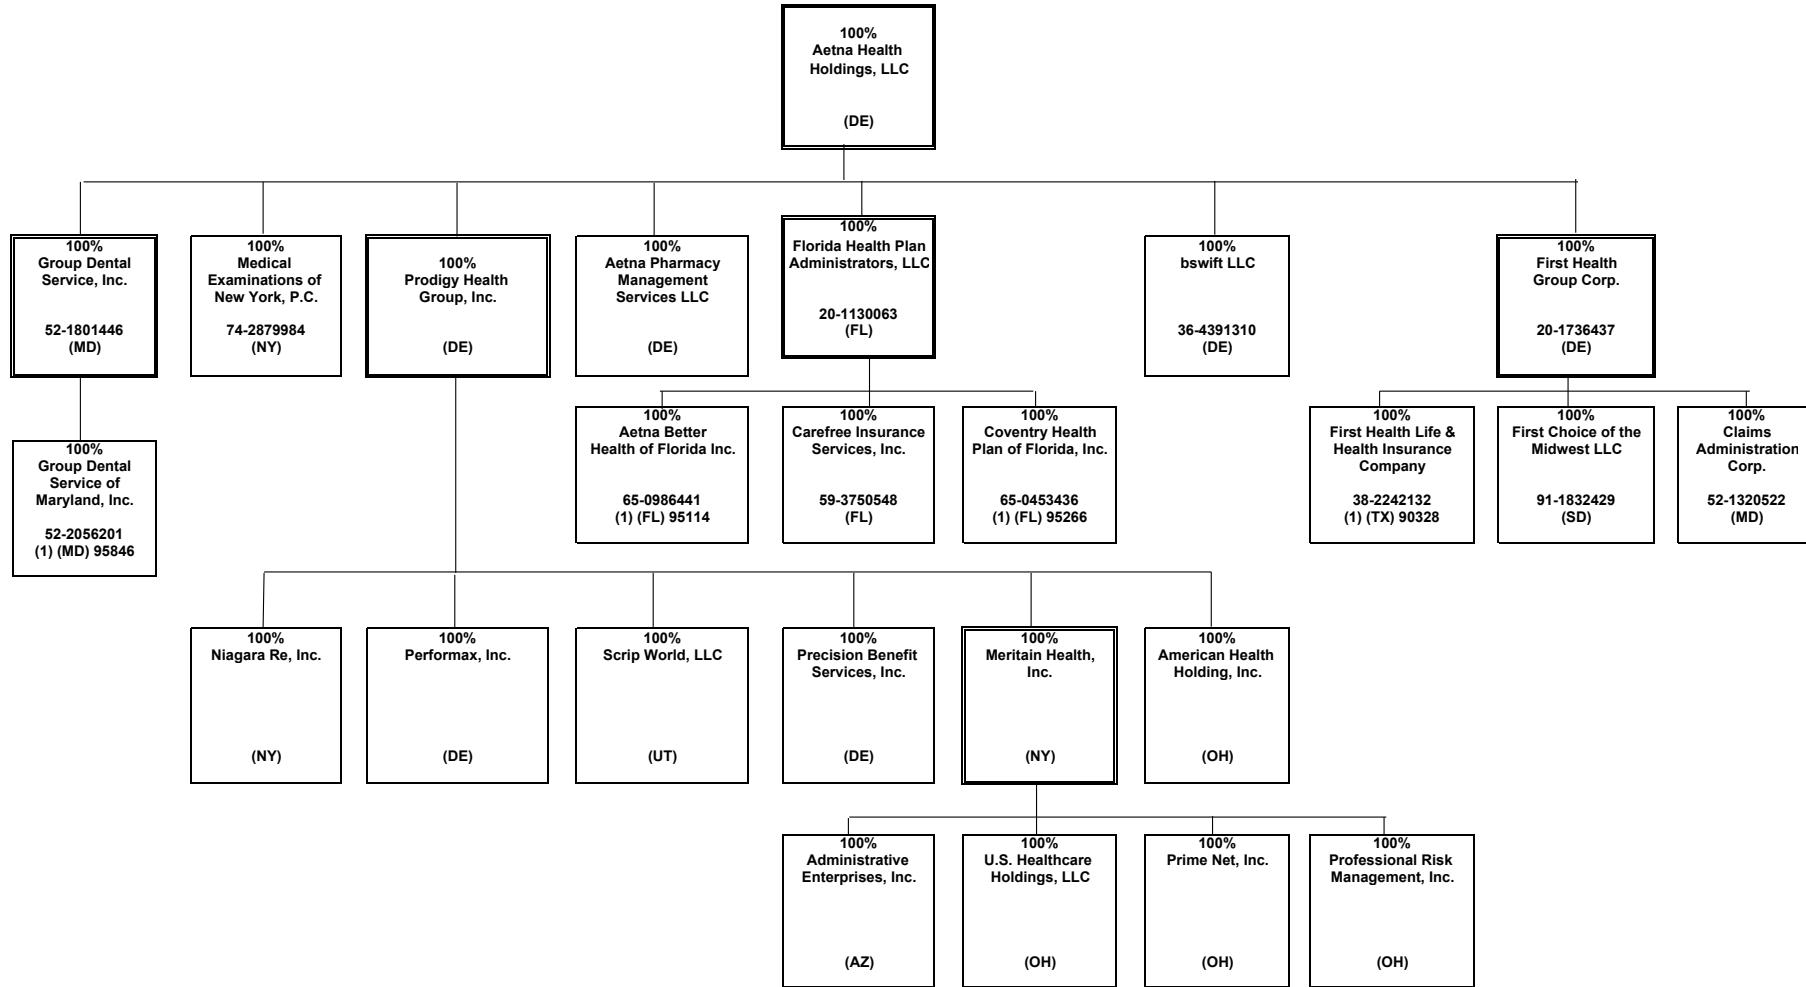 100%
Aetna Health
Holdings, LLC
(DE)
100%
Group Dental
Service, Inc.
52-1801446
(MD)
100%
Medical
Examinations of
New York, P.C.
74-2879984
(NY)
100%
Prodigy Health
Group, Inc.
(DE)
100%
Aetna Pharmacy
Management
Services LLC
(DE)
100%
Florida Health Plan
Administrators, LLC
20-1130063
(FL)
100%
bswift LLC
36-4391310
(DE)
100%
First Health
Group Corp.
20-1736437
(DE)
100%
Group Dental
Service of
Maryland, Inc.
52-2056201
(1) (MD) 95846
100%
Aetna Better
Health of Florida Inc.
65-0986441
(1) (FL) 95114
100%
Carefree Insurance
Services, Inc.
59-3750548
(FL)
100%
Coventry Health
Plan of Florida, Inc.
65-0453436
(1) (FL) 95266
100%
First Health Life &
Health Insurance
Company
38-2242132
(1) (TX) 90328
100%
First Choice of the
Midwest LLC
91-1832429
(SD)
100%
Claims
Administration
Corp.
52-1320522
(MD)
100%
Niagara Re, Inc.
(NY)
100%
Performax, Inc.
(DE)
100%
Scrip World, LLC
(UT)
100%
Precision Benefit
Services, Inc.
(DE)
100%
Meritain Health,
Inc.
(NY)
100%
American Health
Holding, Inc.
(OH)
100%
Administrative
Enterprises, Inc.
(AZ)
100%
U.S. Healthcare
Holdings, LLC
(OH)
100%
Prime Net, Inc.
(OH)
100%
Professional Risk
Management, Inc.
(OH)